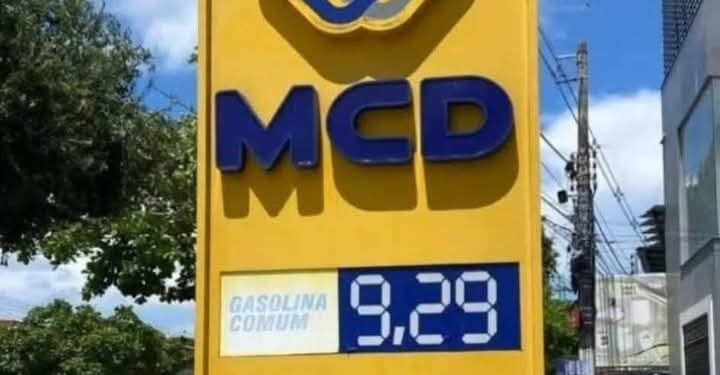 MCD
GASOLINA
COMUM
9,29